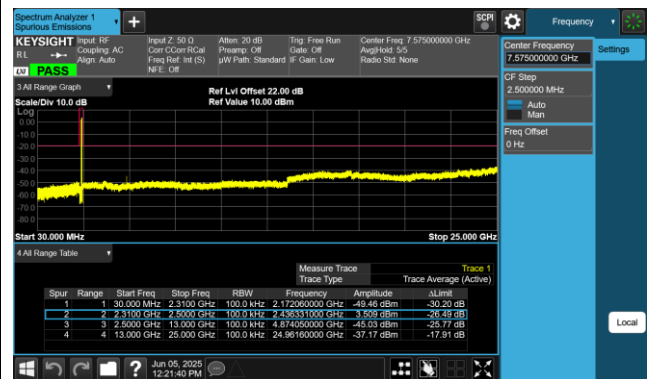 Spectrum Analyzer 1
Spurious Emissions
SCPI
Frequency
KEYSIGHT
RL
LXI
PASS
Input: RF
Coupling: AC
Align: Auto
Input Z: 50 Ω
Corr CCorr RCal
Freq Ref: Int (S)
NFE: Off
Atten: 20 dB
Preamp: Off
µW Path: Standard
Trig: Free Run
Gate: Off
IF Gain: Low
Center Freq: 7.575000000 GHz
Avg|Hold: 5/5
Radio Std: None
Center Frequency
7.575000000 GHz
Settings
CF Step
2.500000 MHz
Auto
Man
Freq Offset
0 Hz
3 All Range Graph
Scale/Div 10.0 dB
Ref Lvl Offset 22.00 dB
Ref Value 10.00 dBm
Log
0.00
-10.0
-20.0
-30.0
-40.0
-50.0
-60.0
-70.0
-80.0
Start 30.000 MHz
Stop 25.000 GHz
4 All Range Table
Measure Trace Trace 1
Trace Type Trace Average (Active)
Spur Range Start Freq Stop Freq RBW Frequency Amplitude ΔLimit
1 1 30.000 MHz 2.3100 GHz 100.0 kHz 2.172060000 GHz -49.46 dBm -30.20 dB
2 2 2.3100 GHz 2.5000 GHz 100.0 kHz 2.436331000 GHz 3.509 dBm -26.49 dB
3 3 2.5000 GHz 13.000 GHz 100.0 kHz 4.874050000 GHz -45.03 dBm -25.77 dB
4 4 13.000 GHz 25.000 GHz 100.0 kHz 24.96160000 GHz -37.17 dBm -17.91 dB
Local
Jun 05, 2025
12:21:40 PM